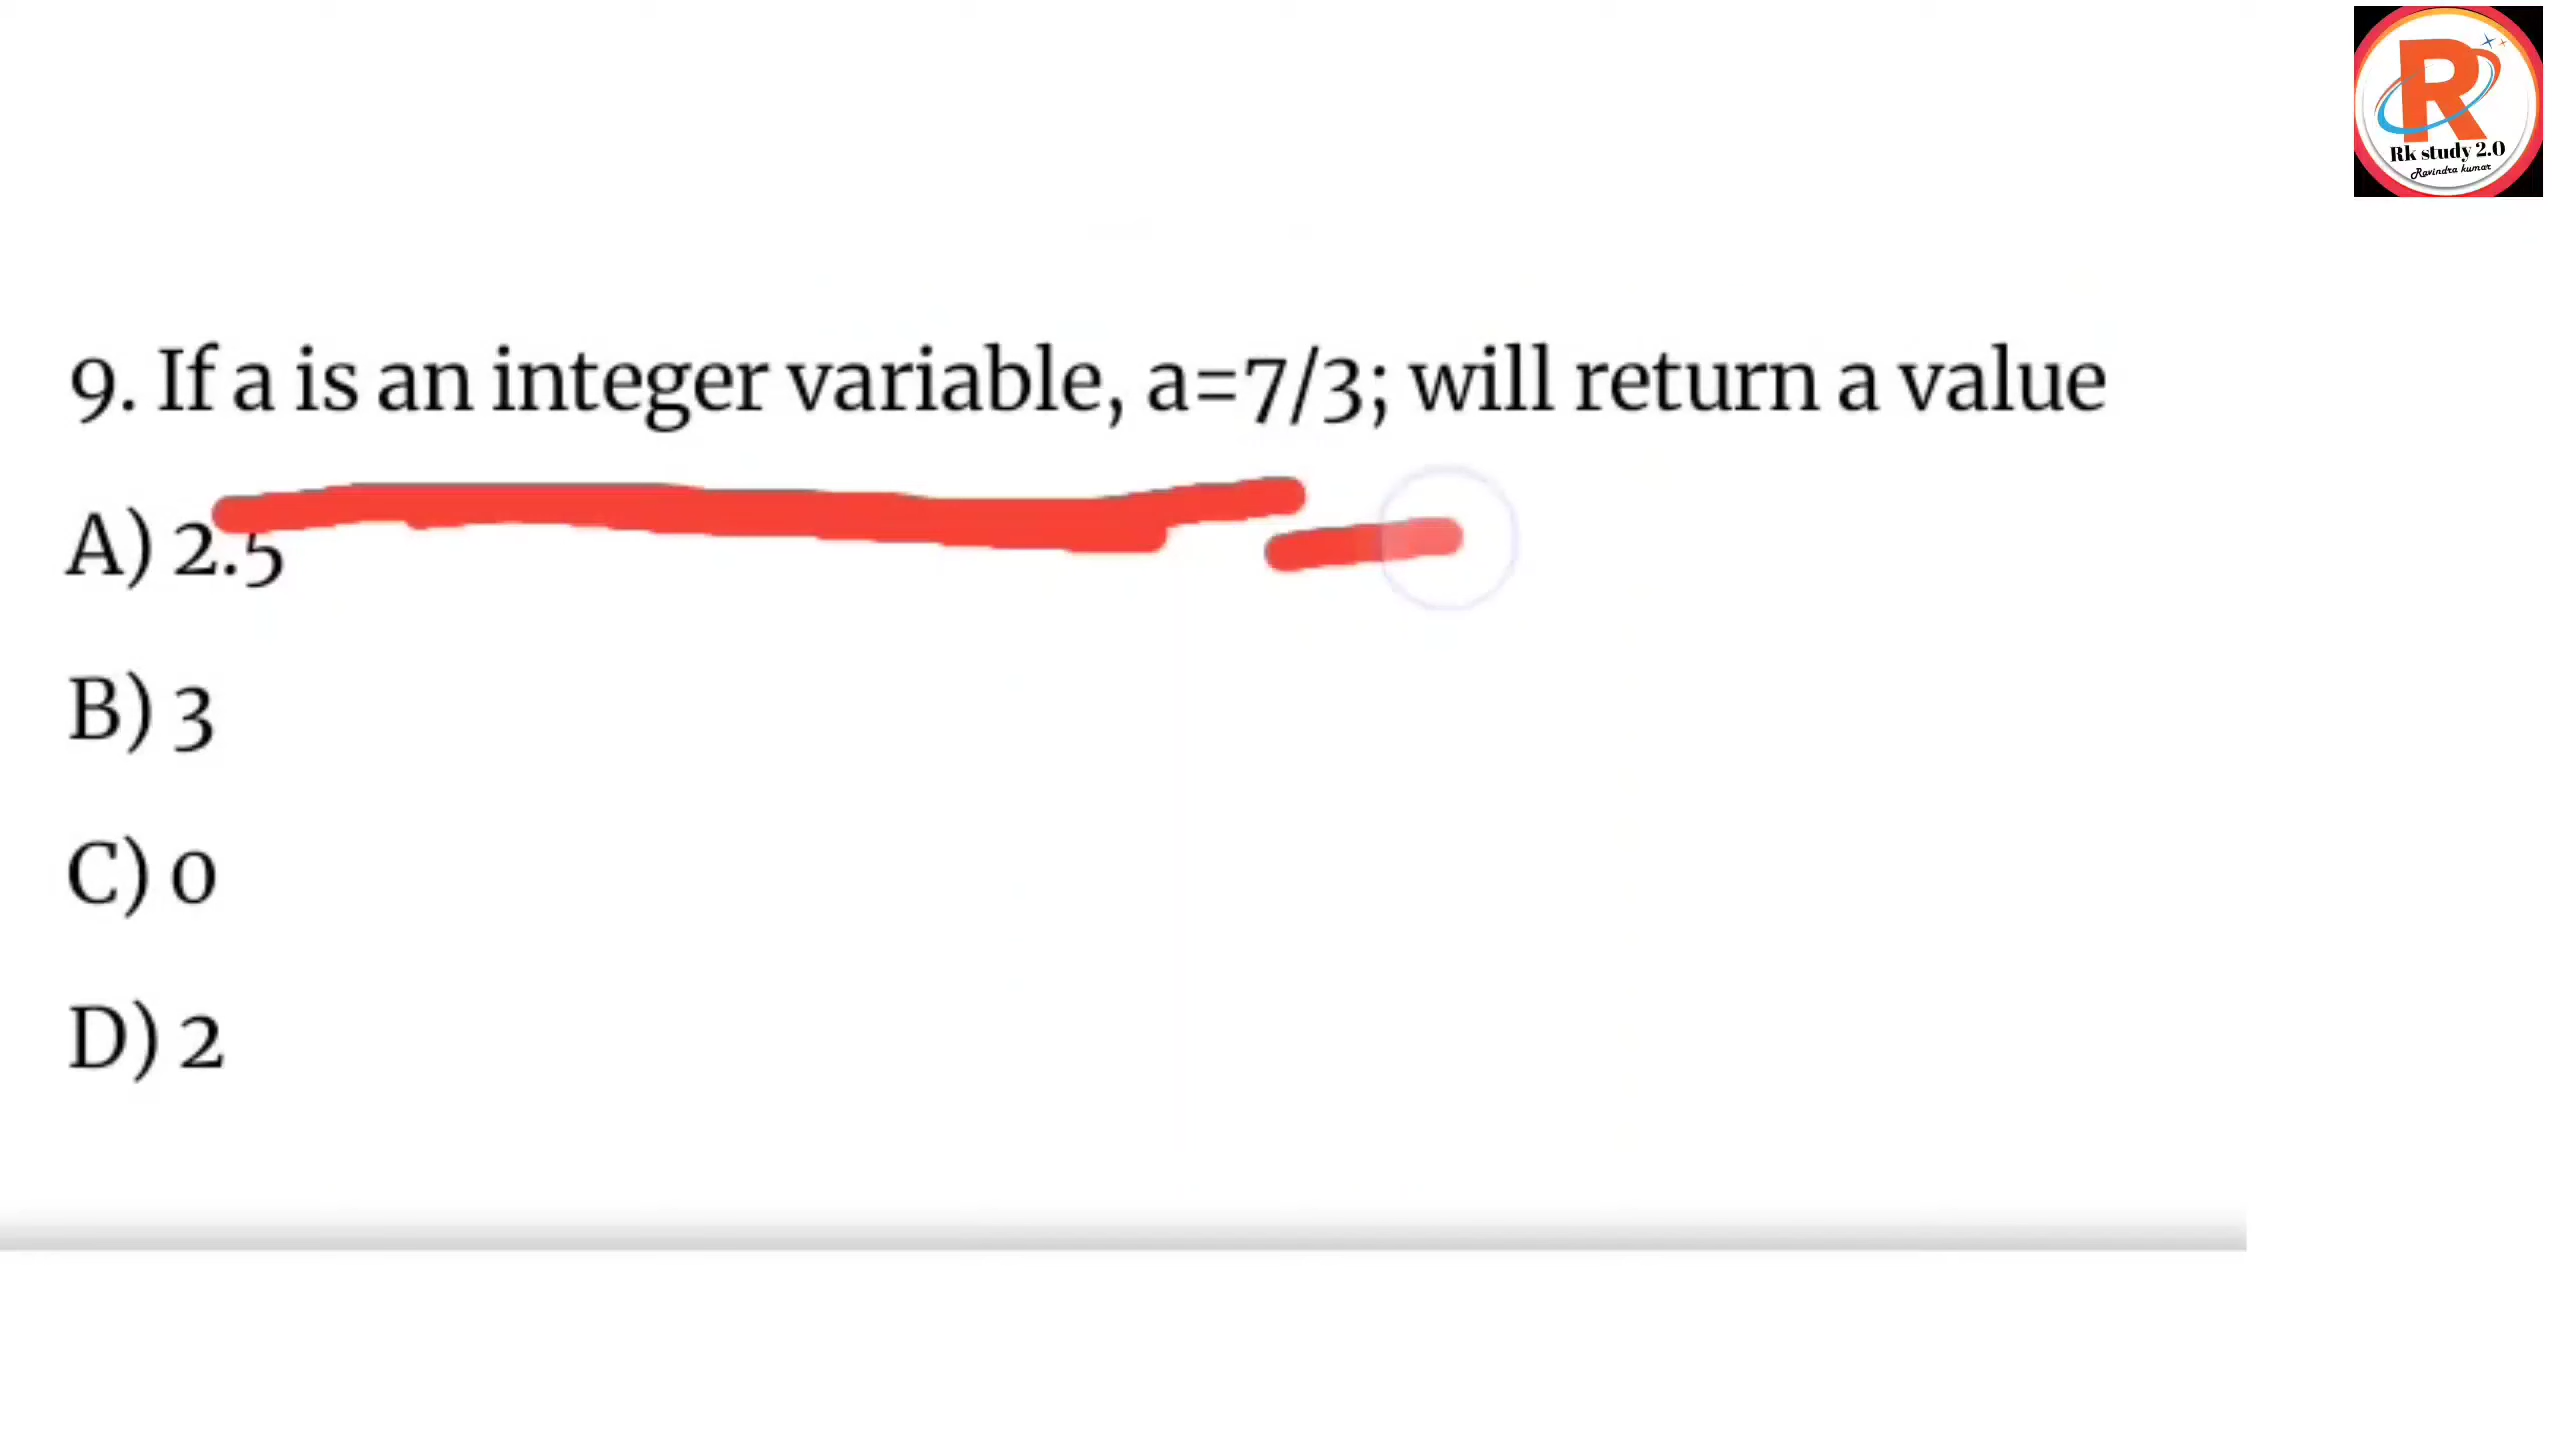 Rk study 2.0
Ravindra kumar
9. If a is an integer variable, a=7/3; will return a value
A) 2.5
B) 3
C) 0
D) 2